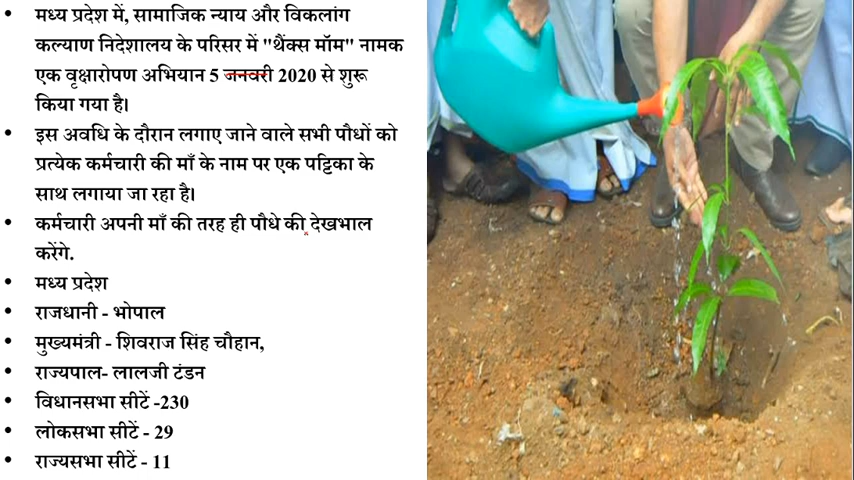 • मध्य प्रदेश में, सामाजिक न्याय और विकलांग
कल्याण निदेशालय के परिसर में "थैंक्स मॉम" नामक
एक वृक्षारोपण अभियान 5 जनवरी 2020 से शुरू
किया गया है।
• इस अवधि के दौरान लगाए जाने वाले सभी पौधों को
प्रत्येक कर्मचारी की माँ के नाम पर एक पट्टिका के
साथ लगाया जा रहा है।
• कर्मचारी अपनी माँ की तरह ही पौधे की देखभाल
करेंगे.
• मध्य प्रदेश
• राजधानी - भोपाल
• मुख्यमंत्री - शिवराज सिंह चौहान,
• राज्यपाल- लालजी टंडन
• विधानसभा सीटें -230
• लोकसभा सीटें - 29
• राज्यसभा सीटें - 11